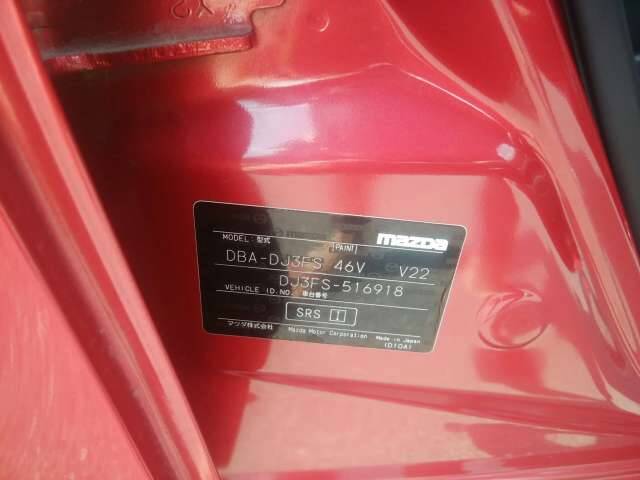 mazda
MODEL: 型式 [PAINT]
DBA-DJ3FS 46V V22
DJ3FS-516918
VEHICLE ID.NO. 車台番号
SRS
マツダ株式会社 Mazda Motor Corporation Made in Japan
(D10A)